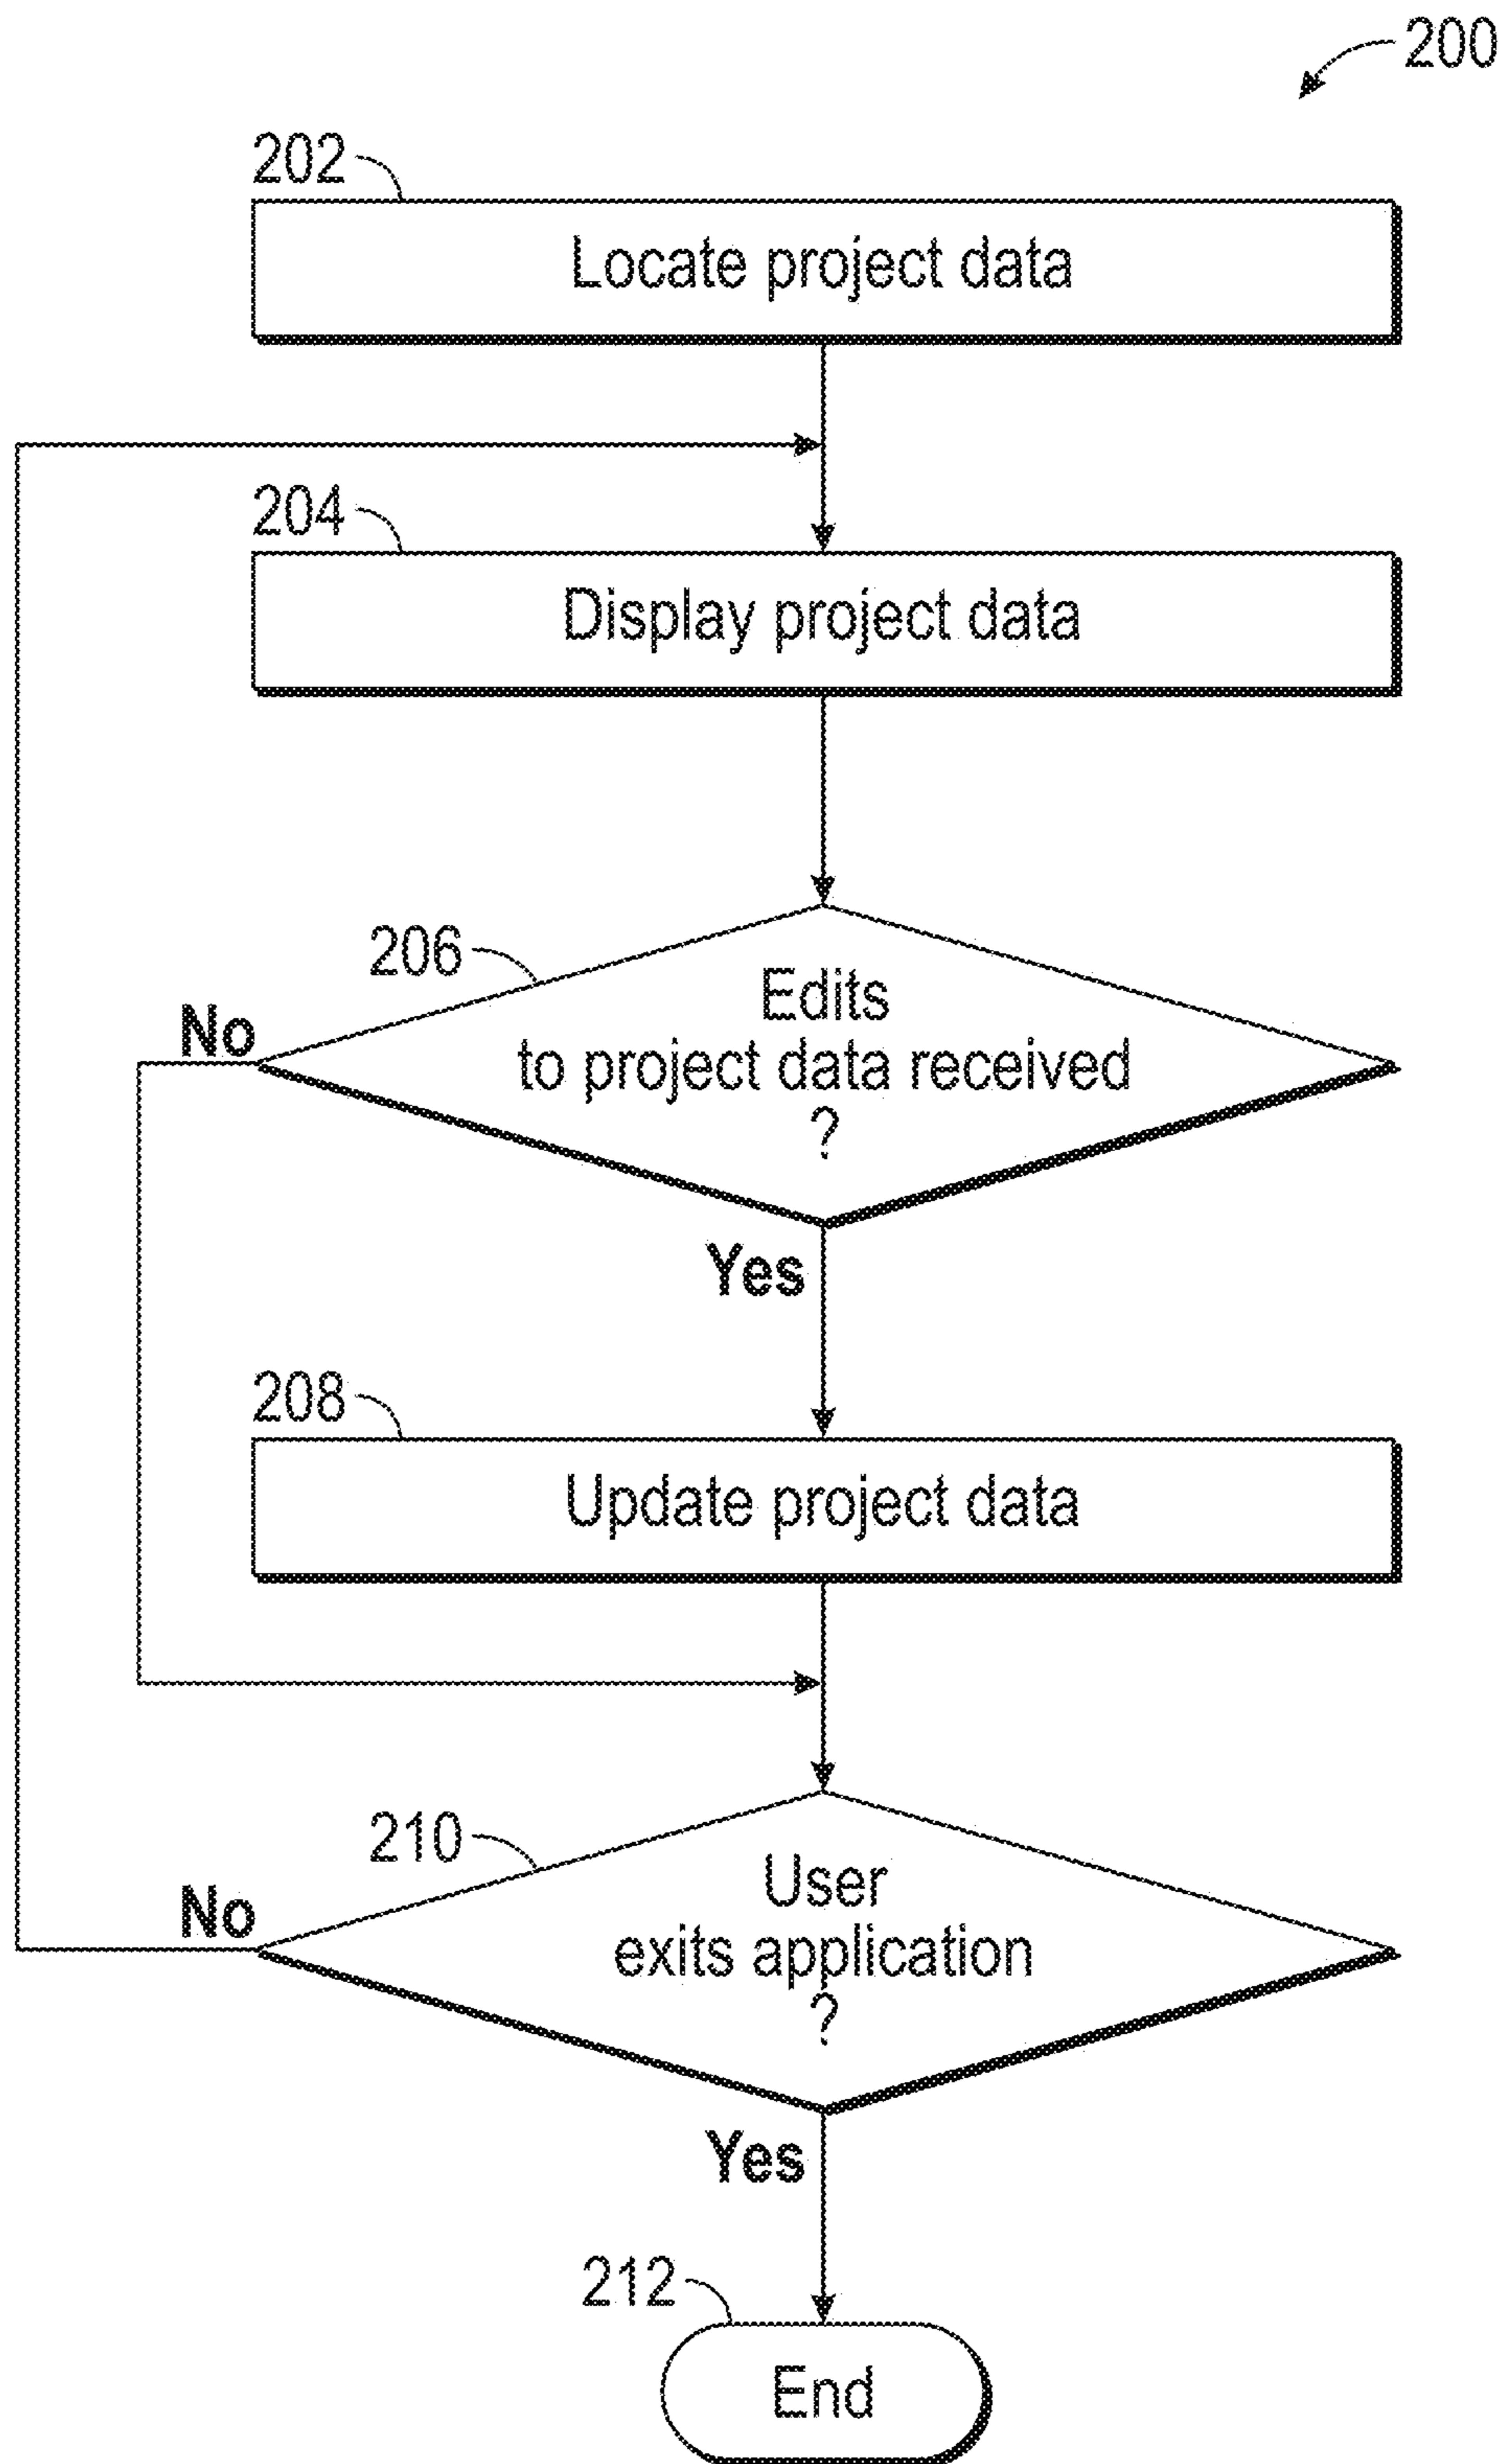 200
202
Locate project data
204
Display project data
206
No
Edits
to project data received
?
Yes
208
Update project data
210
No
User
exits application
?
Yes
212
End